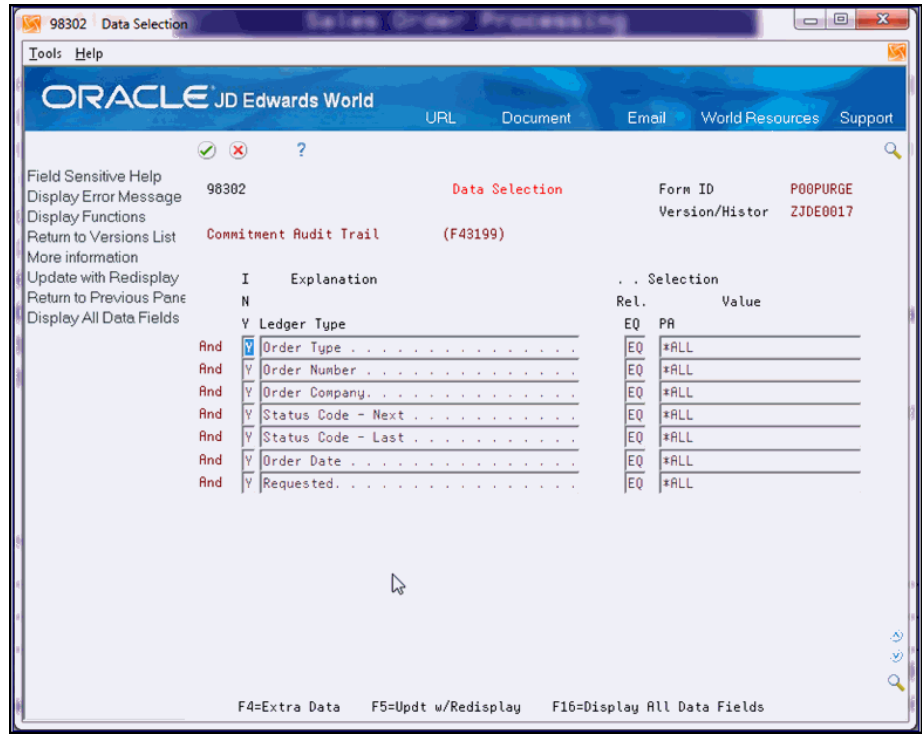 98302 Data Selection
Sales Order Processing
Tools Help
ORACLE JD Edwards World
URL Document Email World Resources Support
?
Field Sensitive Help
Display Error Message
Display Functions
Return to Versions List
More information
Update with Redisplay
Return to Previous Pane
Display All Data Fields
98302 Data Selection Form ID P00PURGE
Version/Histor ZJDE0017
Commitment Audit Trail (F43199)
I Explanation . . Selection
N Rel. Value
Y Ledger Type EQ PA
And Y Order Type . . . . . . . . . . . . . . . EQ *ALL
And Y Order Number . . . . . . . . . . . . . . EQ *ALL
And Y Order Company. . . . . . . . . . . . . . EQ *ALL
And Y Status Code - Next . . . . . . . . . . . EQ *ALL
And Y Status Code - Last . . . . . . . . . . . EQ *ALL
And Y Order Date . . . . . . . . . . . . . . . EQ *ALL
And Y Requested. . . . . . . . . . . . . . . . EQ *ALL
F4=Extra Data F5=Updt w/Redisplay F16=Display All Data Fields